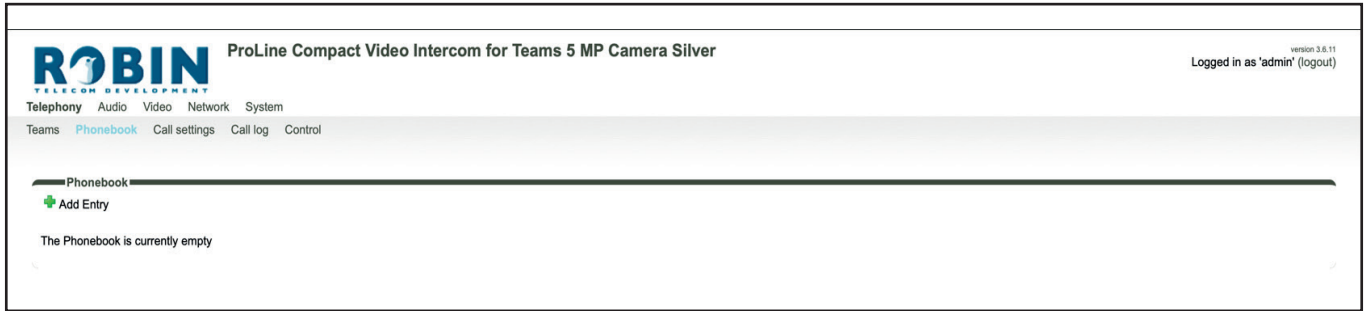 ROBIN
TELECOM DEVELOPMENT
ProLine Compact Video Intercom for Teams 5 MP Camera Silver
version 3.6.11
Logged in as 'admin' (logout)
Telephony Audio Video Network System
Teams Phonebook Call settings Call log Control
Phonebook
Add Entry
The Phonebook is currently empty